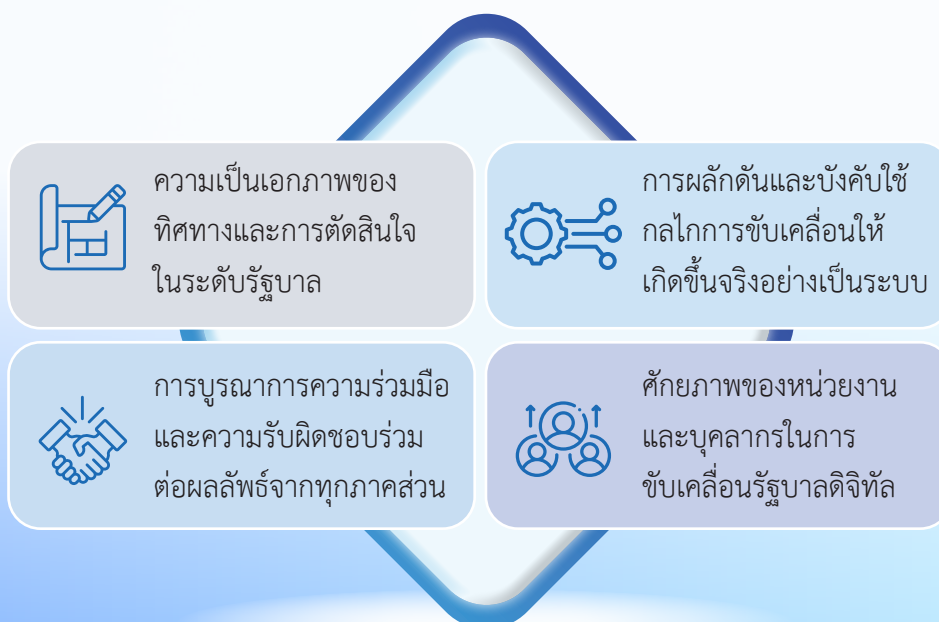 ความเป็นเอกภาพของ
ทิศทางและการตัดสินใจ
ในระดับรัฐบาล
การผลักดันและบังคับใช้
กลไกการขับเคลื่อนให้
เกิดขึ้นจริงอย่างเป็นระบบ
การบูรณาการความร่วมมือ
และความรับผิดชอบร่วม
ต่อผลลัพธ์จากทุกภาคส่วน
ศักยภาพของหน่วยงาน
และบุคลากรในการ
ขับเคลื่อนรัฐบาลดิจิทัล